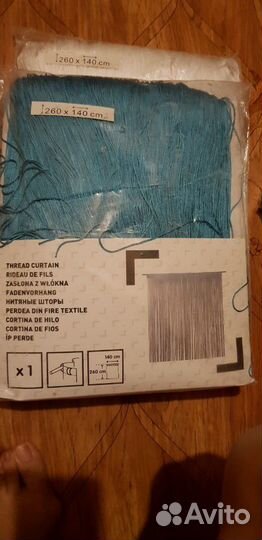 260 x 140 cm
260 x 140 cm
THREAD CURTAIN
RIDEAU DE FILS
ZASŁONA Z WŁÓKNA
FADENVORHANG
НИТЯНЫЕ ШТОРЫ
PERDEA DIN FIRE TEXTILE
CORTINA DE HILO
CORTINA DE FIOS
İP PERDE
x 1
140 cm
260 cm
Avito